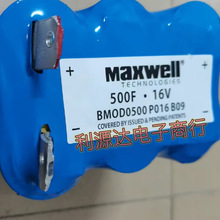 + +
maxwell
Technologies
500F · 16V
BMOD0500 P016 B09
COVERED BY ISSUED & PENDING PATENTS
利源达电子商行